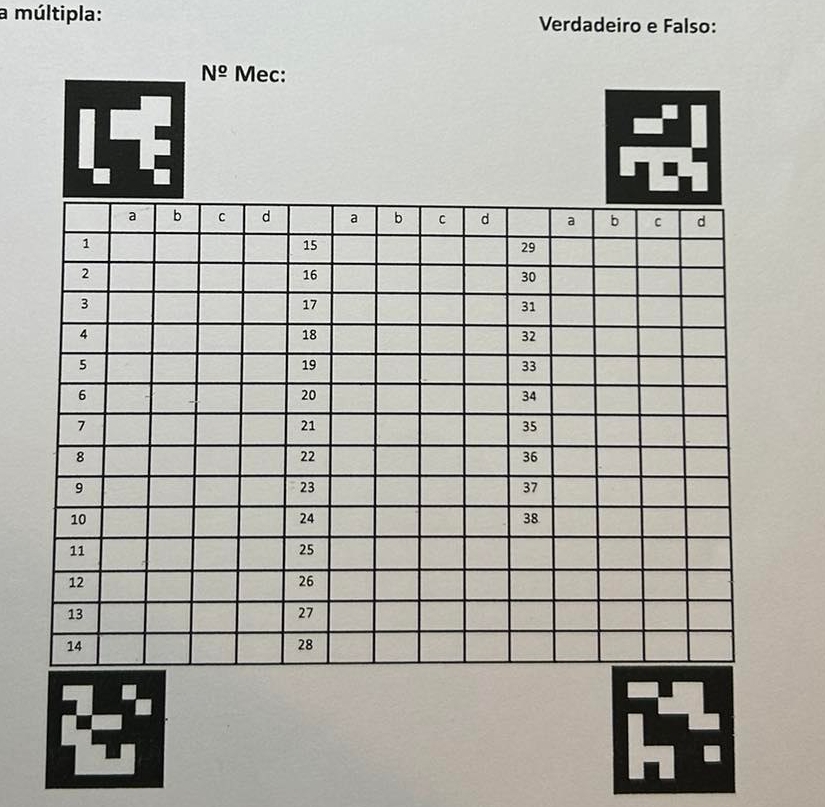 a múltipla:
Verdadeiro e Falso:
Nº Mec:
a b c d a b c d a b c d
1 15 29
2 16 30
3 17 31
4 18 32
5 19 33
6 20 34
7 21 35
8 22 36
9 23 37
10 24 38
11 25
12 26
13 27
14 28